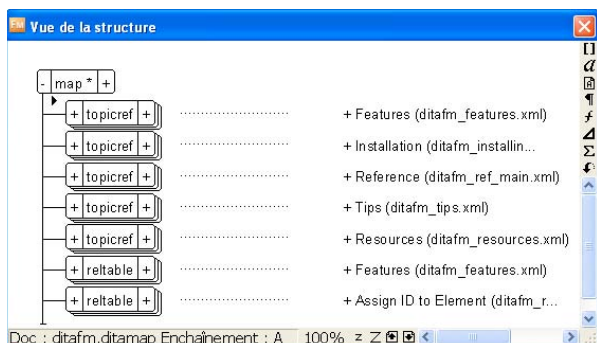 FM Vue de la structure
- map * +
+ topicref + + Features (ditafm_features.xml)
+ topicref + + Installation (ditafm_installin...
+ topicref + + Reference (ditafm_ref_main.xml)
+ topicref + + Tips (ditafm_tips.xml)
+ topicref + + Resources (ditafm_resources.xml)
+ reltable + + Features (ditafm_features.xml)
+ reltable + + Assign ID to Element (ditafm_r...
Doc : ditafm.ditamap Enchaînement : A 100% z Z